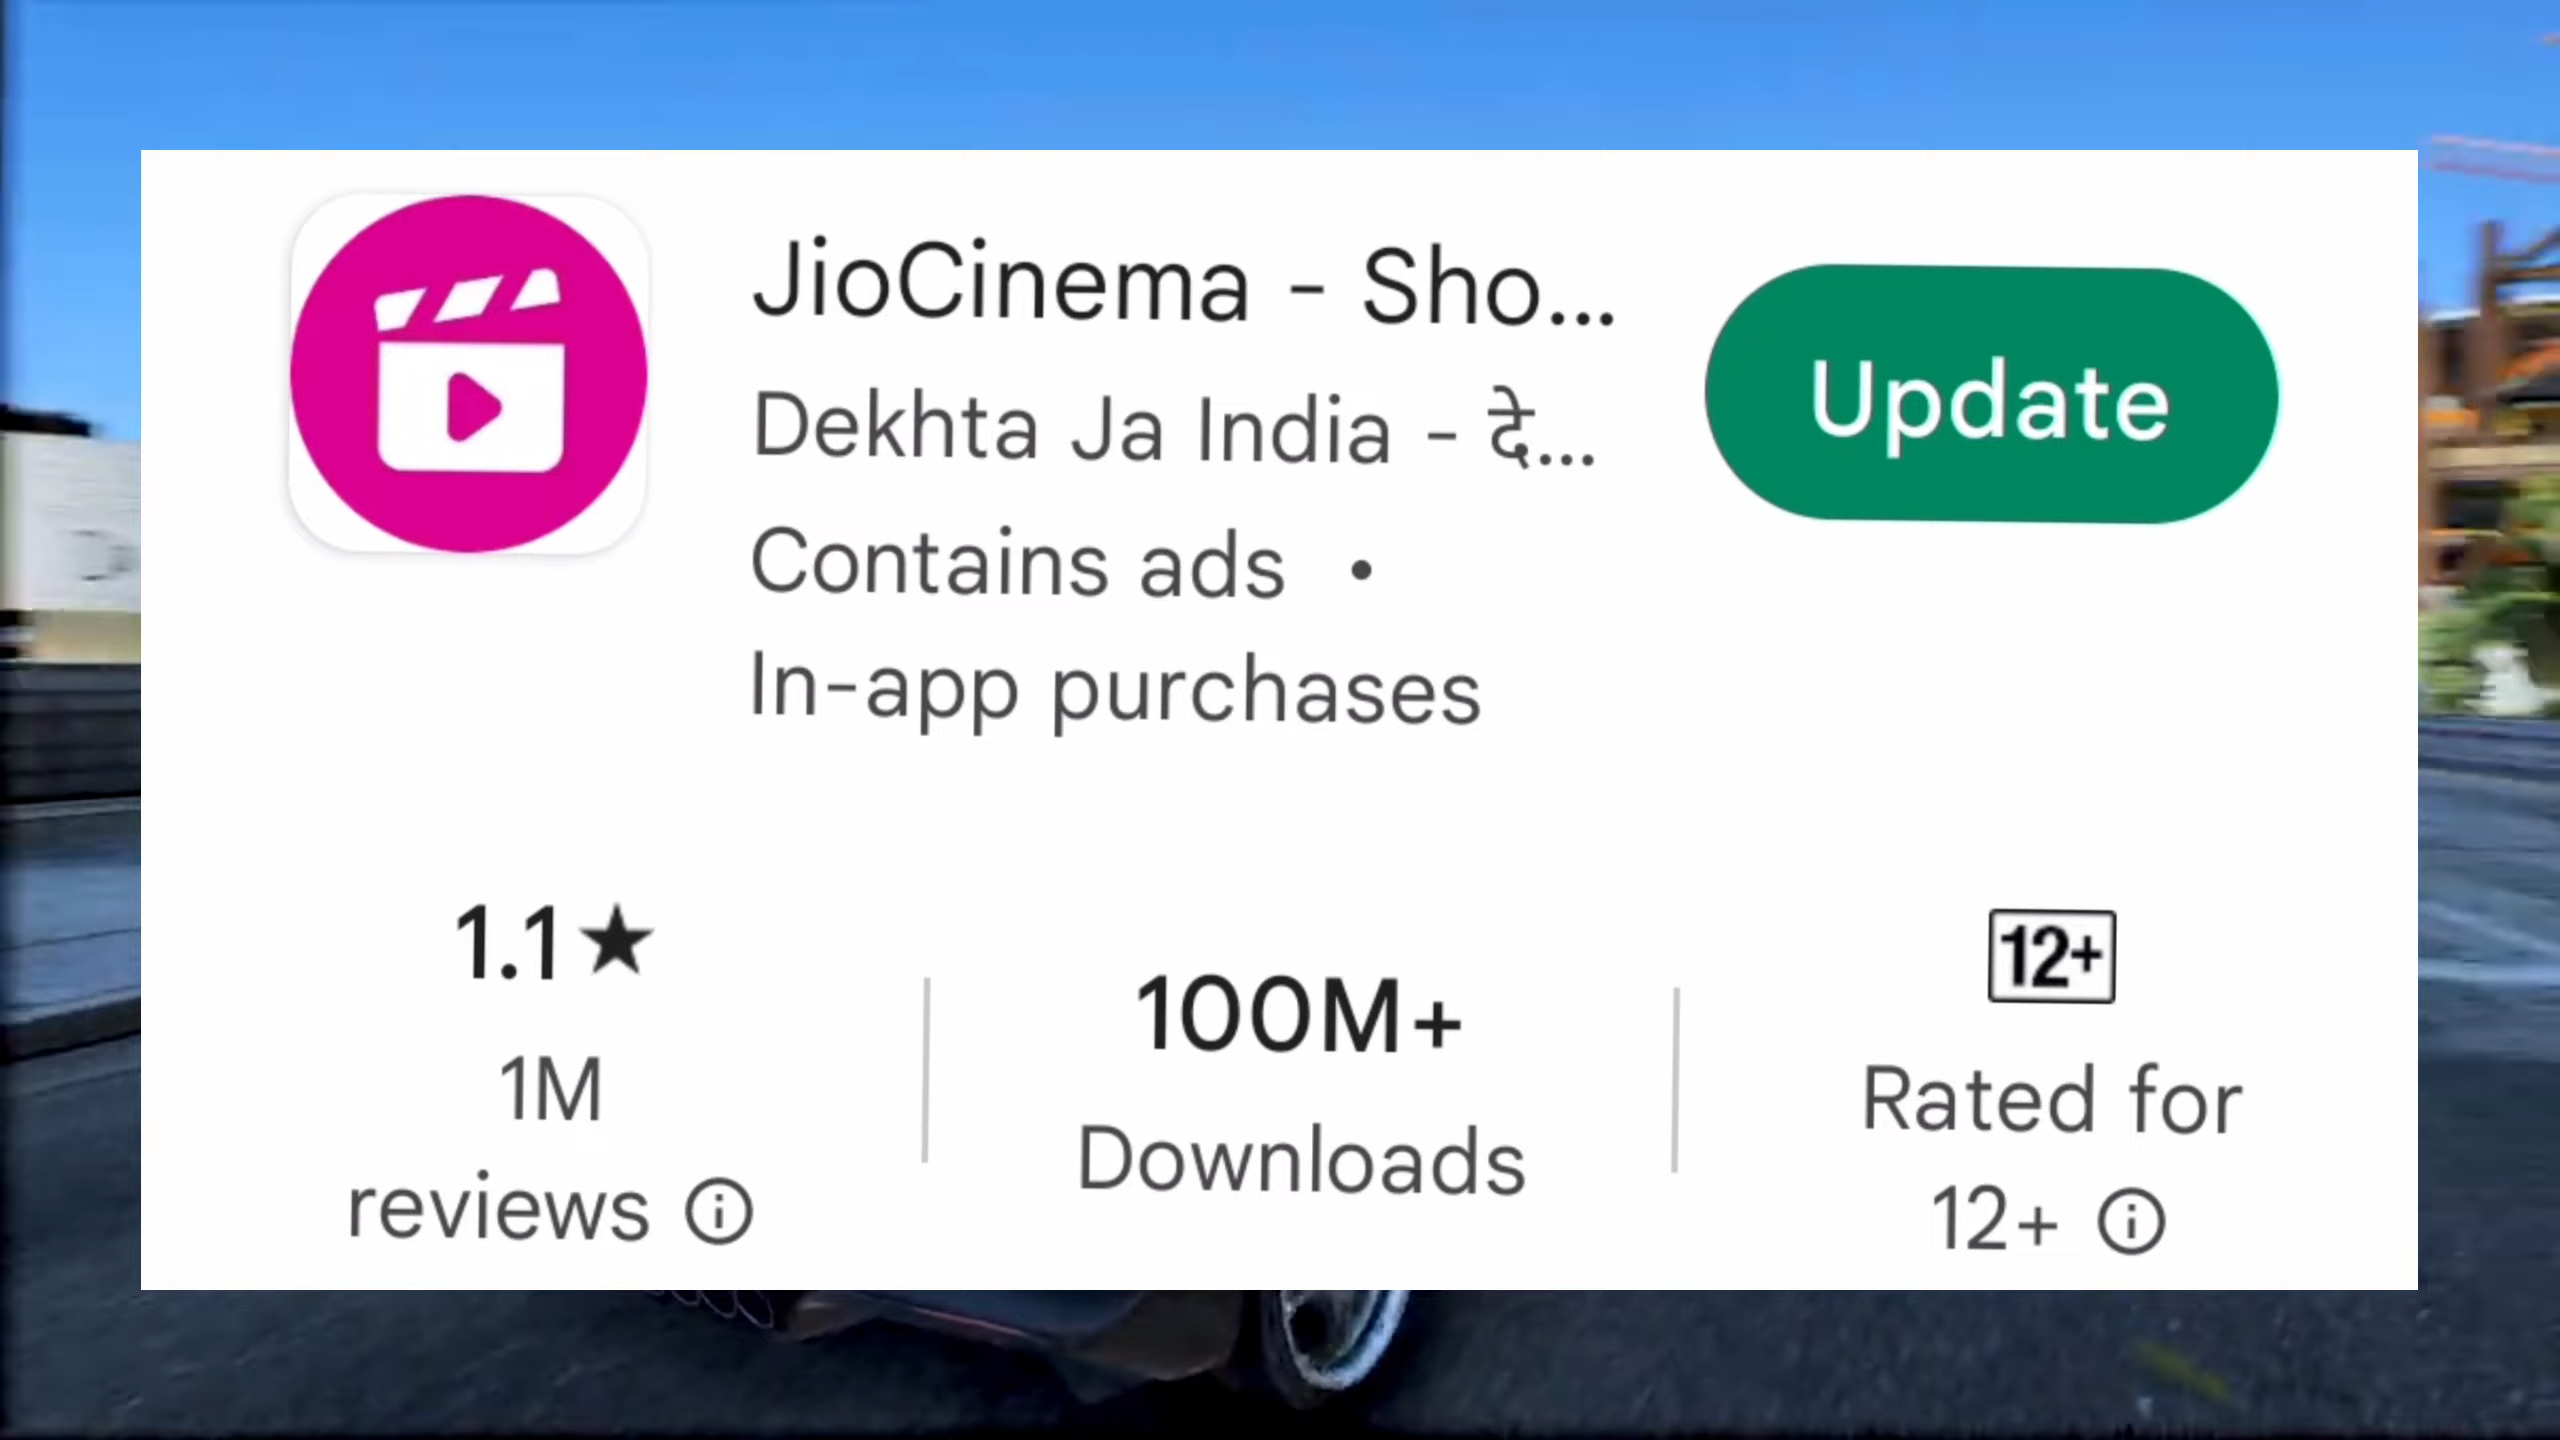 JioCinema - Sho...
Dekhta Ja India - दे...
Update
Contains ads •
In-app purchases
1.1★
1M
reviews
100M+
Downloads
12+
Rated for
12+